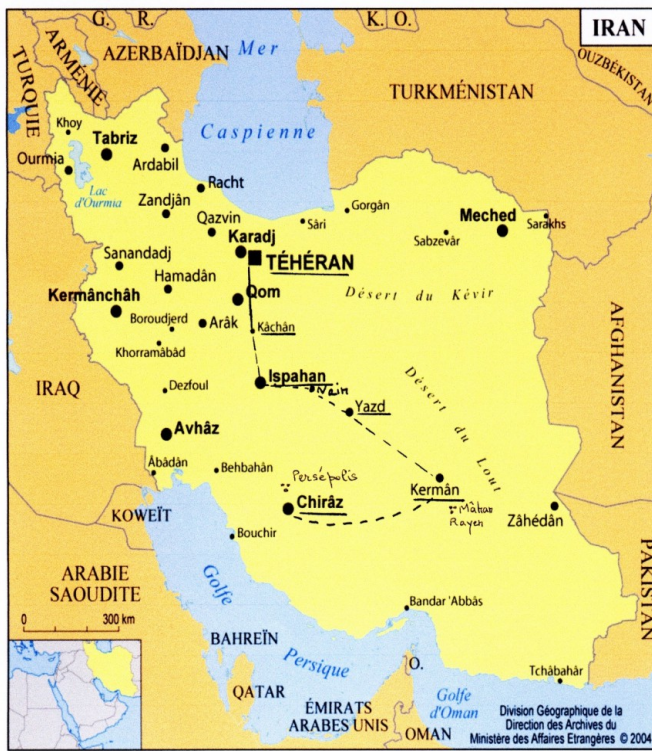 G.
R.
K.
O.
IRAN
ARMÉNIE
AZERBAÏDJAN
Mer
Caspienne
OUZBÉKISTAN
TURQUIE
TURKMÉNISTAN
Khoy
Tabriz
Ourmia
Ardabil
Lac
d'Ourmia
Racht
Zandjân
Qazvin
Sâri
Gorgân
Meched
Sarakhs
Sabzevâr
Karadj
TÉHÉRAN
Sanandadj
Hamadân
Qom
Désert du Kévir
Kermânchâh
Boroudjerd
Arâk
Kâchân
Khorramâbâd
AFGHANISTAN
IRAQ
Dezfoul
Ispahan
Naïn
Yazd
Désert du Lout
Avhâz
Âbâdân
Behbahân
Persépolis
Chirâz
Kermân
Mâhan
Rayen
Zâhédân
KOWEÏT
Bouchir
PAKISTAN
ARABIE
SAOUDITE
Golfe
Persique
0 300 km
Bandar 'Abbâs
BAHREÏN
O.
QATAR
Tchâbahâr
ÉMIRATS
ARABES UNIS
Golfe
d'Oman
OMAN
Division Géographique de la
Direction des Archives du
Ministère des Affaires Etrangères © 2004